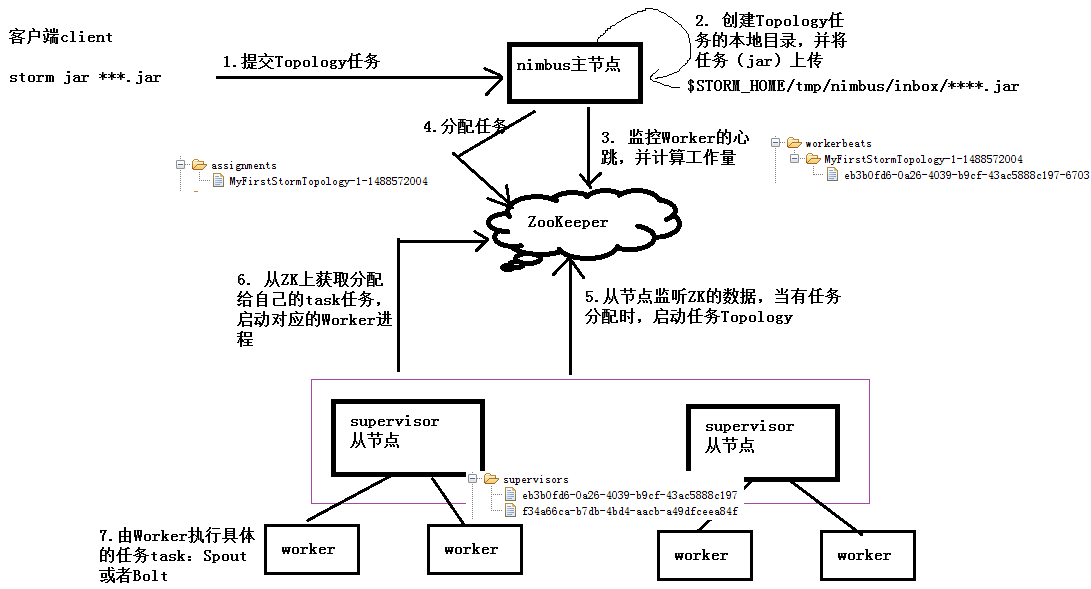 客户端client
storm jar ***.jar
1.提交Topology任务
nimbus主节点
2. 创建Topology任
务的本地目录，并将
任务（jar）上传
$STORM_HOME/tmp/nimbus/inbox/****.jar
4.分配任务
3. 监控Worker的心
跳，并计算工作量
assignments
MyFirstStormTopology-1-1488572004
workerbeats
MyFirstStormTopology-1-1488572004
eb3b0fd6-0a26-4039-b9cf-43ac5888c197-6703
ZooKeeper
6. 从ZK上获取分配
给自己的task任务，
启动对应的Worker进
程
5.从节点监听ZK的数据，当有任务
分配时，启动任务Topology
supervisor
从节点
supervisor
从节点
supervisors
eb3b0fd6-0a26-4039-b9cf-43ac5888c197
f34a66ca-b7db-4bd4-aacb-a49dfceea84f
7.由Worker执行具体
的任务task：Spout
或者Bolt
worker
worker
worker
worker